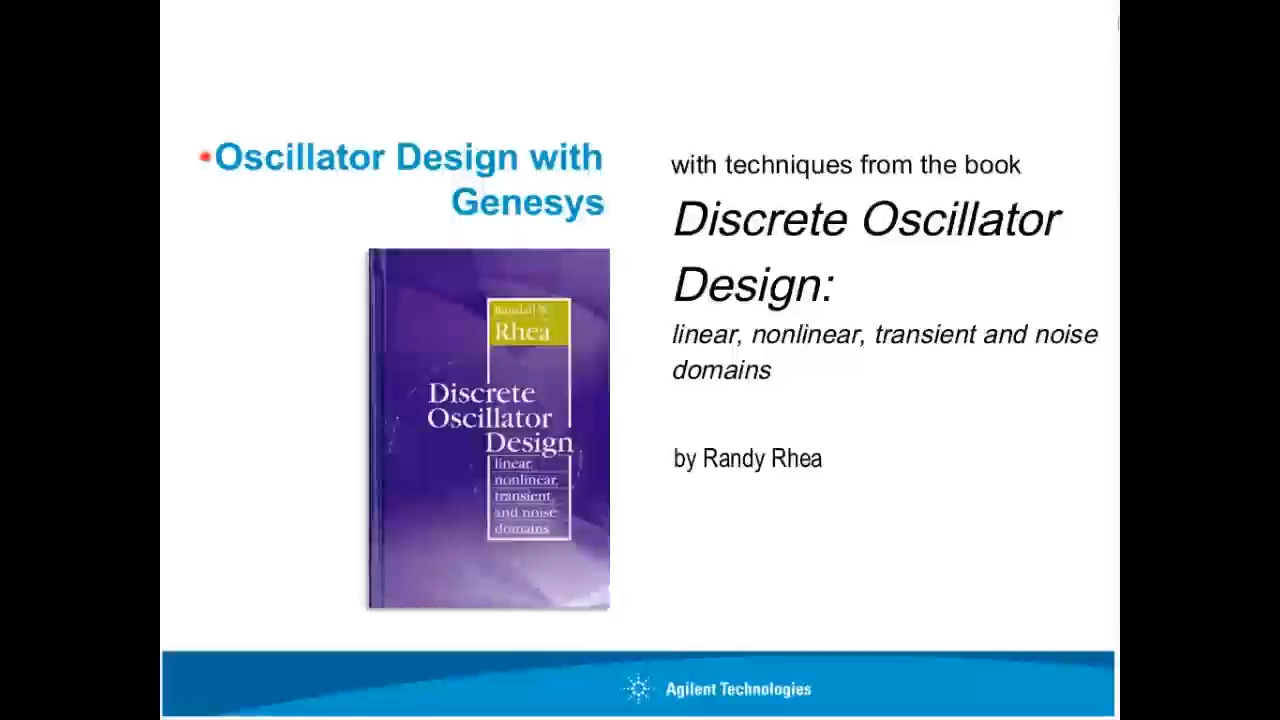 •Oscillator Design with
Genesys
with techniques from the book
Discrete Oscillator
Design:
linear, nonlinear, transient and noise
domains
by Randy Rhea
Randall W.
Rhea
Discrete
Oscillator
Design
linear,
nonlinear,
transient,
and noise
domains
Agilent Technologies